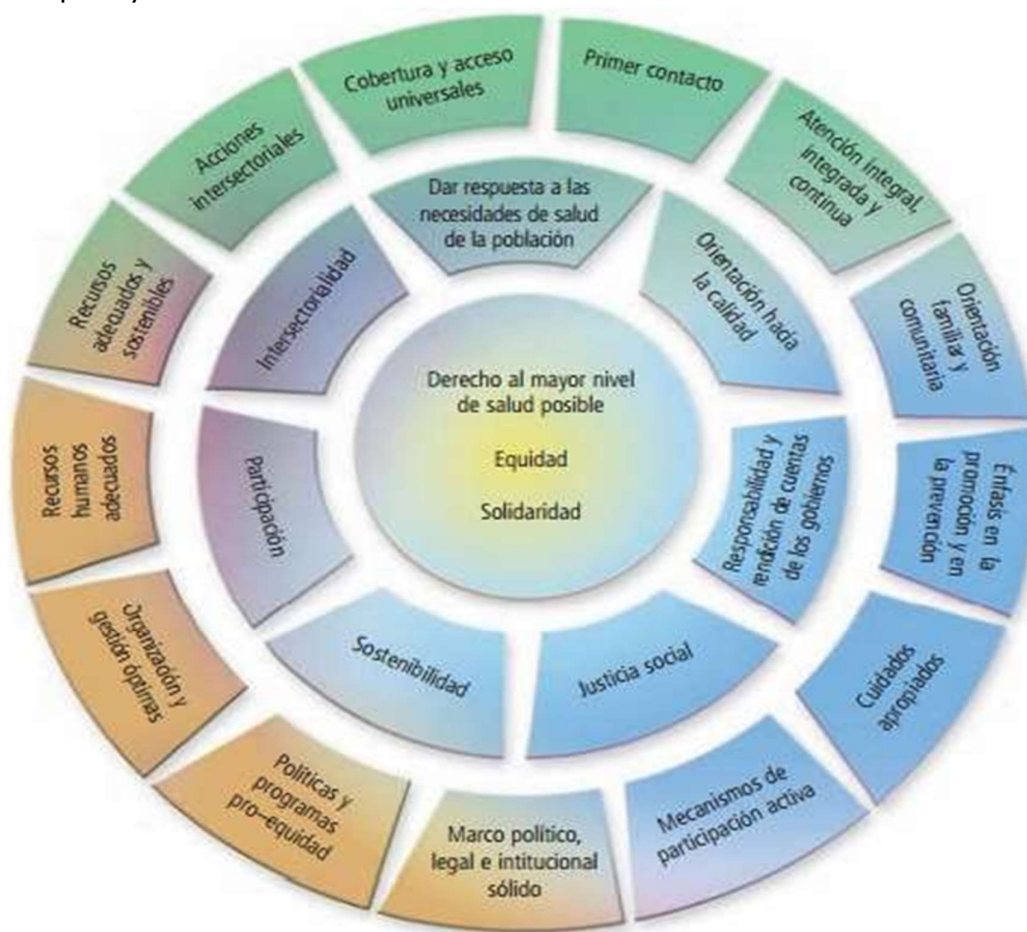 Cobertura y acceso
universales
Primer contacto
Atención integral,
integrada y
continua
Orientación
familiar y
comunitaria
Énfasis en la
promoción y en
la prevención
Cuidados
apropiados
Mecanismos de
participación activa
Marco político,
legal e intitucional
sólido
Políticas y
programas
pro-equidad
Organización y
gestión óptimas
Recursos
humanos
adecuados
Recursos
adecuados y
sostenibles
Acciones
intersectoriales
Dar respuesta a las
necesidades de salud
de la población
Orientación hacia
la calidad
Responsabilidad y
rendición de cuentas
de los gobiernos
Justicia social
Sostenibilidad
Participación
Intersectorialidad
Derecho al mayor nivel
de salud posible
Equidad
Solidaridad